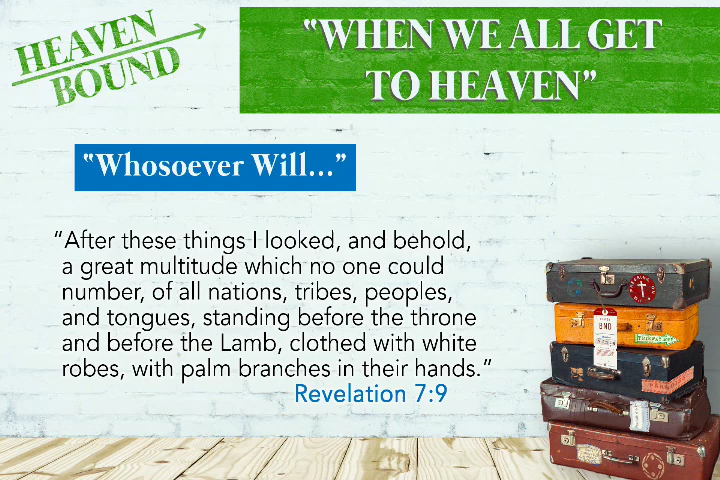 HEAVEN
BOUND
“WHEN WE ALL GET
TO HEAVEN”
“Whosoever Will...”
“After these things I looked, and behold,
a great multitude which no one could
number, of all nations, tribes, peoples,
and tongues, standing before the throne
and before the Lamb, clothed with white
robes, with palm branches in their hands.”
Revelation 7:9
BNO